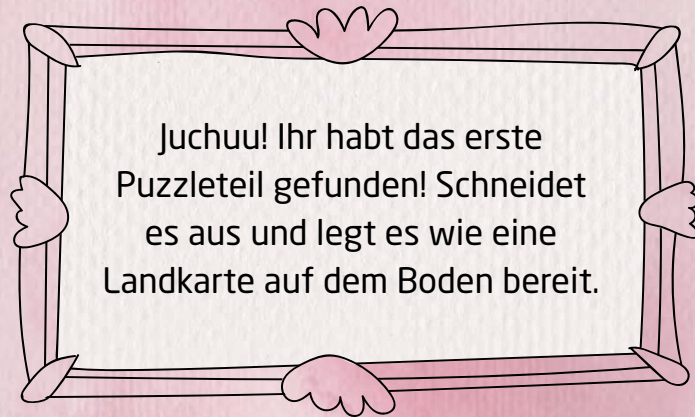 Juchuu! Ihr habt das erste
Puzzleteil gefunden! Schneidet
es aus und legt es wie eine
Landkarte auf dem Boden bereit.